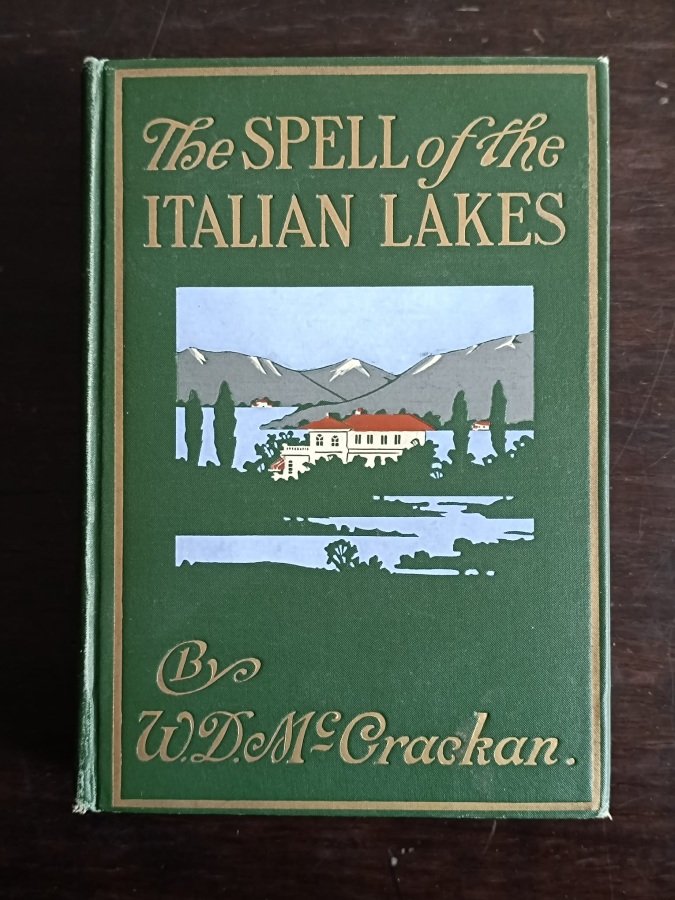 The SPELL of the
ITALIAN LAKES
By
W.D. McCrackan.